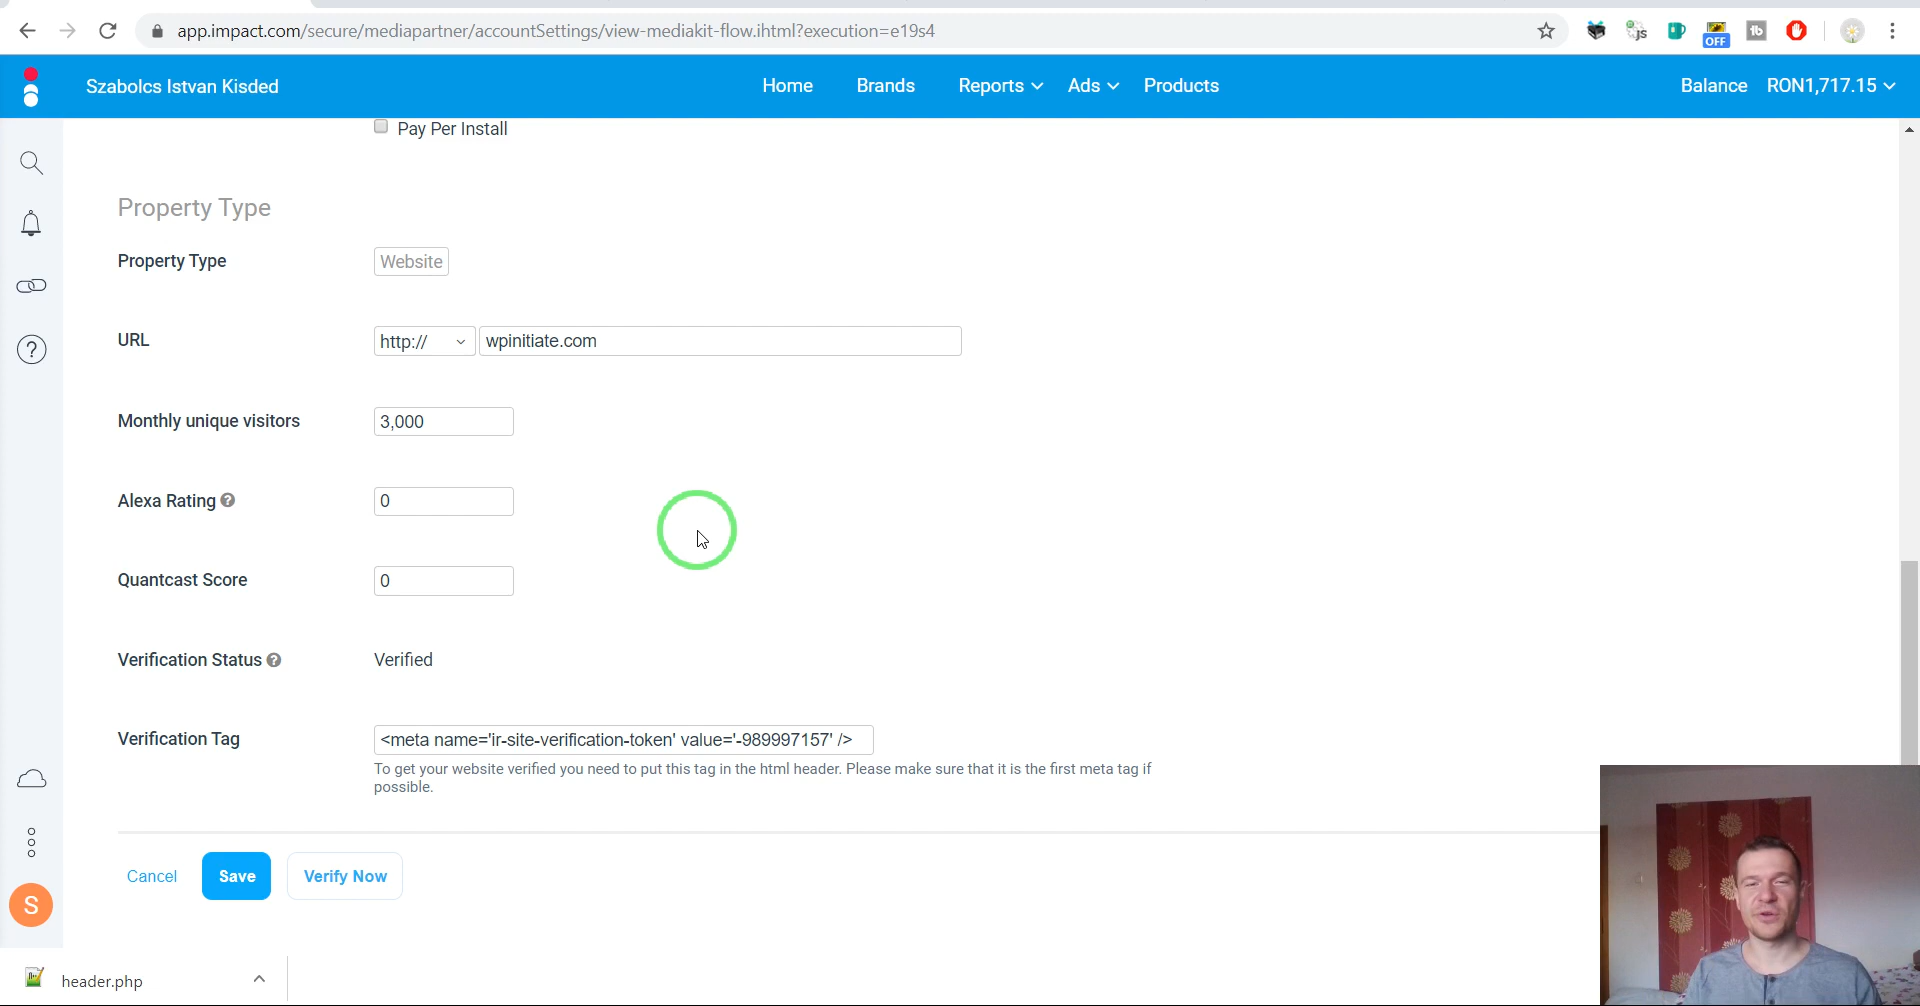 app.impact.com/secure/mediapartner/accountSettings/view-mediakit-flow.ihtml?execution=e19s4
JS
OFF
tb
Szabolcs Istvan Kisded
Home Brands Reports Ads Products
Balance RON1,717.15
Pay Per Install
Property Type
Property Type Website
URL http:// wpinitiate.com
Monthly unique visitors 3,000
Alexa Rating ? 0
Quantcast Score 0
Verification Status ? Verified
Verification Tag <meta name='ir-site-verification-token' value='-989997157' />
To get your website verified you need to put this tag in the html header. Please make sure that it is the first meta tag if
possible.
Cancel Save Verify Now
S
header.php